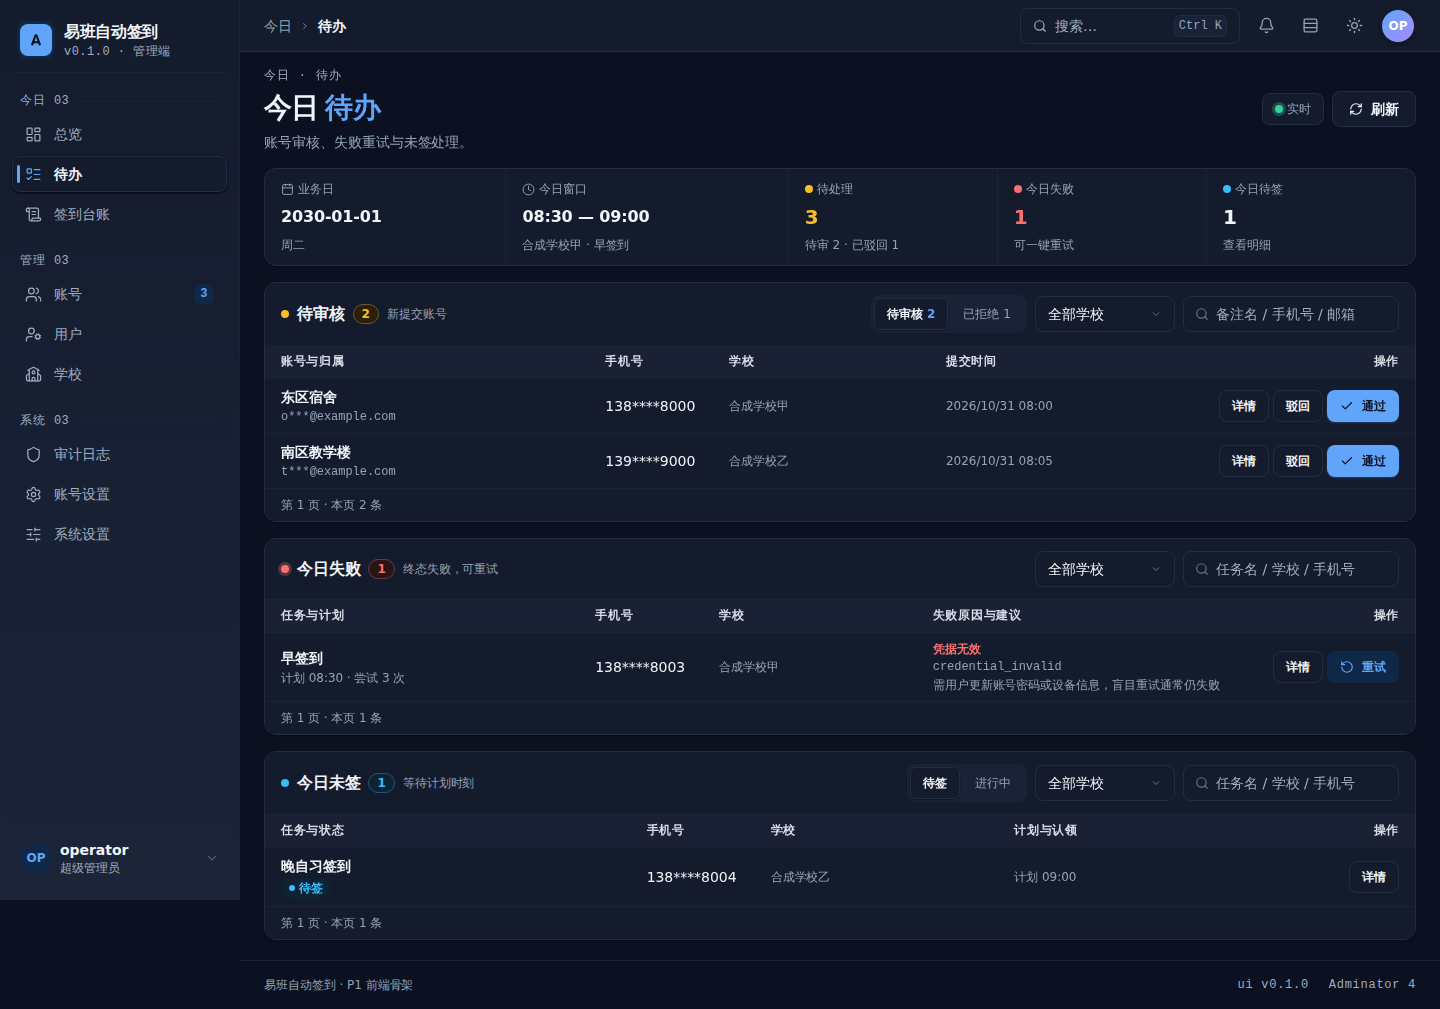 A
易班自动签到
v0.1.0 · 管理端
今日 03
总览
待办
签到台账
管理 03
账号 3
用户
学校
系统 03
审计日志
账号设置
系统设置
OP
operator
超级管理员
今日 › 待办
搜索… Ctrl K
OP
今日 · 待办
今日 待办
账号审核、失败重试与未签处理。
实时
刷新
业务日
2030-01-01
周二
今日窗口
08:30 — 09:00
合成学校甲 · 早签到
待处理
3
待审 2 · 已驳回 1
今日失败
1
可一键重试
今日待签
1
查看明细
待审核 2 新提交账号
待审核 2 已拒绝 1 全部学校 备注名 / 手机号 / 邮箱
账号与归属 手机号 学校 提交时间 操作
东区宿舍
o***@example.com
138****8000 合成学校甲 2026/10/31 08:00 详情 驳回 通过
南区教学楼
t***@example.com
139****9000 合成学校乙 2026/10/31 08:05 详情 驳回 通过
第 1 页 · 本页 2 条
今日失败 1 终态失败，可重试
全部学校 任务名 / 学校 / 手机号
任务与计划 手机号 学校 失败原因与建议 操作
早签到
计划 08:30 · 尝试 3 次
138****8003 合成学校甲
凭据无效
credential_invalid
需用户更新账号密码或设备信息，盲目重试通常仍失败
详情 重试
第 1 页 · 本页 1 条
今日未签 1 等待计划时刻
待签 进行中 全部学校 任务名 / 学校 / 手机号
任务与状态 手机号 学校 计划与认领 操作
晚自习签到
待签
138****8004 合成学校乙 计划 09:00 详情
第 1 页 · 本页 1 条
易班自动签到 · P1 前端骨架
ui v0.1.0 Adminator 4